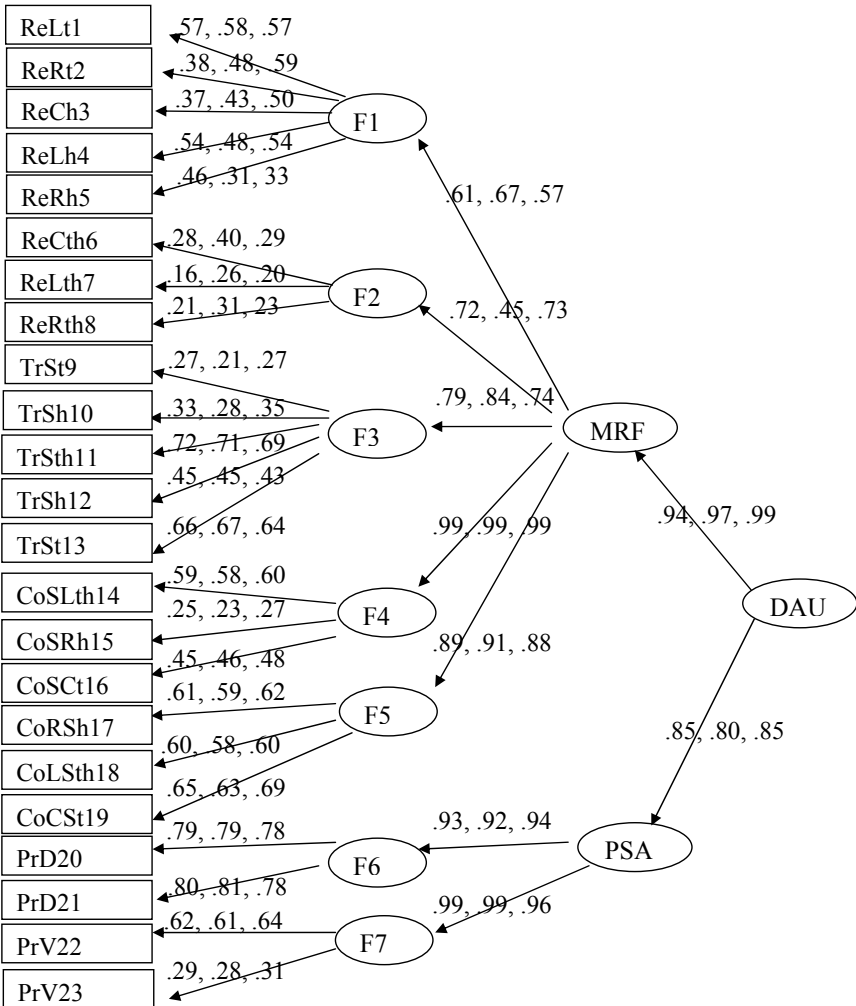 ReLt1
.57, .58, .57
ReRt2
.38, .48, .59
ReCh3
.37, .43, .50
F1
ReLh4
.54, .48, .54
ReRh5
.46, .31, 33
.61, .67, .57
ReCth6
.28, .40, .29
ReLth7
.16, .26, .20
F2
ReRth8
.21, .31, 23
.72, .45, .73
TrSt9
.27, .21, .27
TrSh10
.33, .28, .35
F3
.79, .84, .74
MRF
TrSth11
.72, .71, .69
TrSh12
.45, .45, .43
TrSt13
.66, .67, .64
.99, .99, .99
.94, .97, .99
CoSLth14
.59, .58, .60
F4
DAU
CoSRh15
.25, .23, .27
.89, .91, .88
CoSCt16
.45, .46, .48
CoRSh17
.61, .59, .62
F5
.85, .80, .85
CoLSth18
.60, .58, .60
CoCSt19
.65, .63, .69
PrD20
.79, .79, .78
F6
.93, .92, .94
PSA
PrD21
.80, .81, .78
.99, .99, .96
PrV22
.62, .61, .64
F7
PrV23
.29, .28, .31